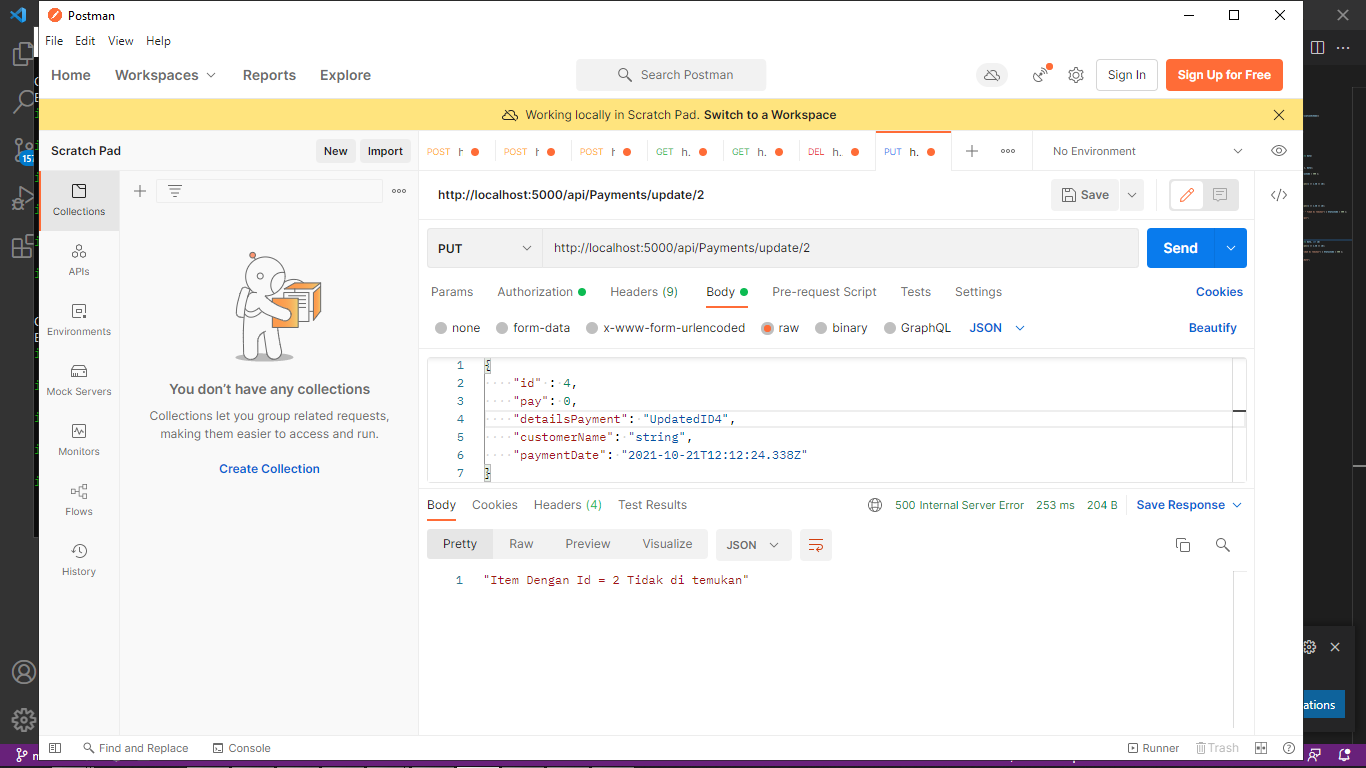 Postman
File Edit View Help
Home Workspaces Reports Explore
Search Postman
Sign In
Sign Up for Free
Working locally in Scratch Pad. Switch to a Workspace
Scratch Pad
New
Import
POST
POST
POST
GET h.
GET h.
DEL h.
PUT h.
No Environment
http://localhost:5000/api/Payments/update/2
Save
Collections
APIs
Environments
Mock Servers
Monitors
Flows
History
You don't have any collections
Collections let you group related requests,
making them easier to access and run.
Create Collection
PUT
http://localhost:5000/api/Payments/update/2
Send
Params Authorization Headers (9) Body Pre-request Script Tests Settings
Cookies
none form-data x-www-form-urlencoded raw binary GraphQL JSON
Beautify
1 {
2 "id" : 4,
3 "pay": 0,
4 "detailsPayment": "UpdatedID4",
5 "customerName": "string",
6 "paymentDate": "2021-10-21T12:12:24.338Z"
7 }
Body Cookies Headers (4) Test Results
500 Internal Server Error 253 ms 204 B
Save Response
Pretty Raw Preview Visualize
JSON
1 "Item Dengan Id = 2 Tidak di temukan"
ations
Find and Replace
Console
Runner
Trash